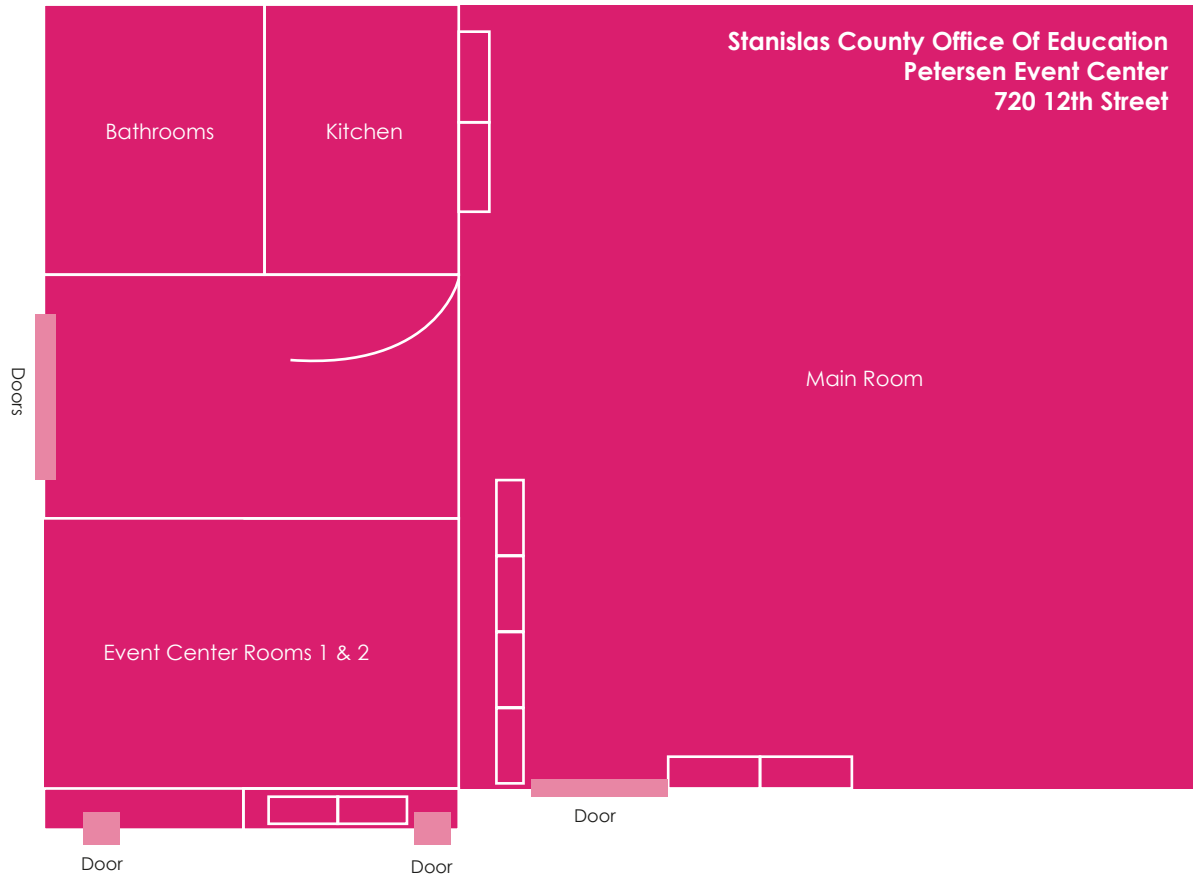 Stanislas County Office Of Education
Petersen Event Center
720 12th Street
Bathrooms
Kitchen
Doors
Main Room
Event Center Rooms 1 & 2
Door
Door
Door